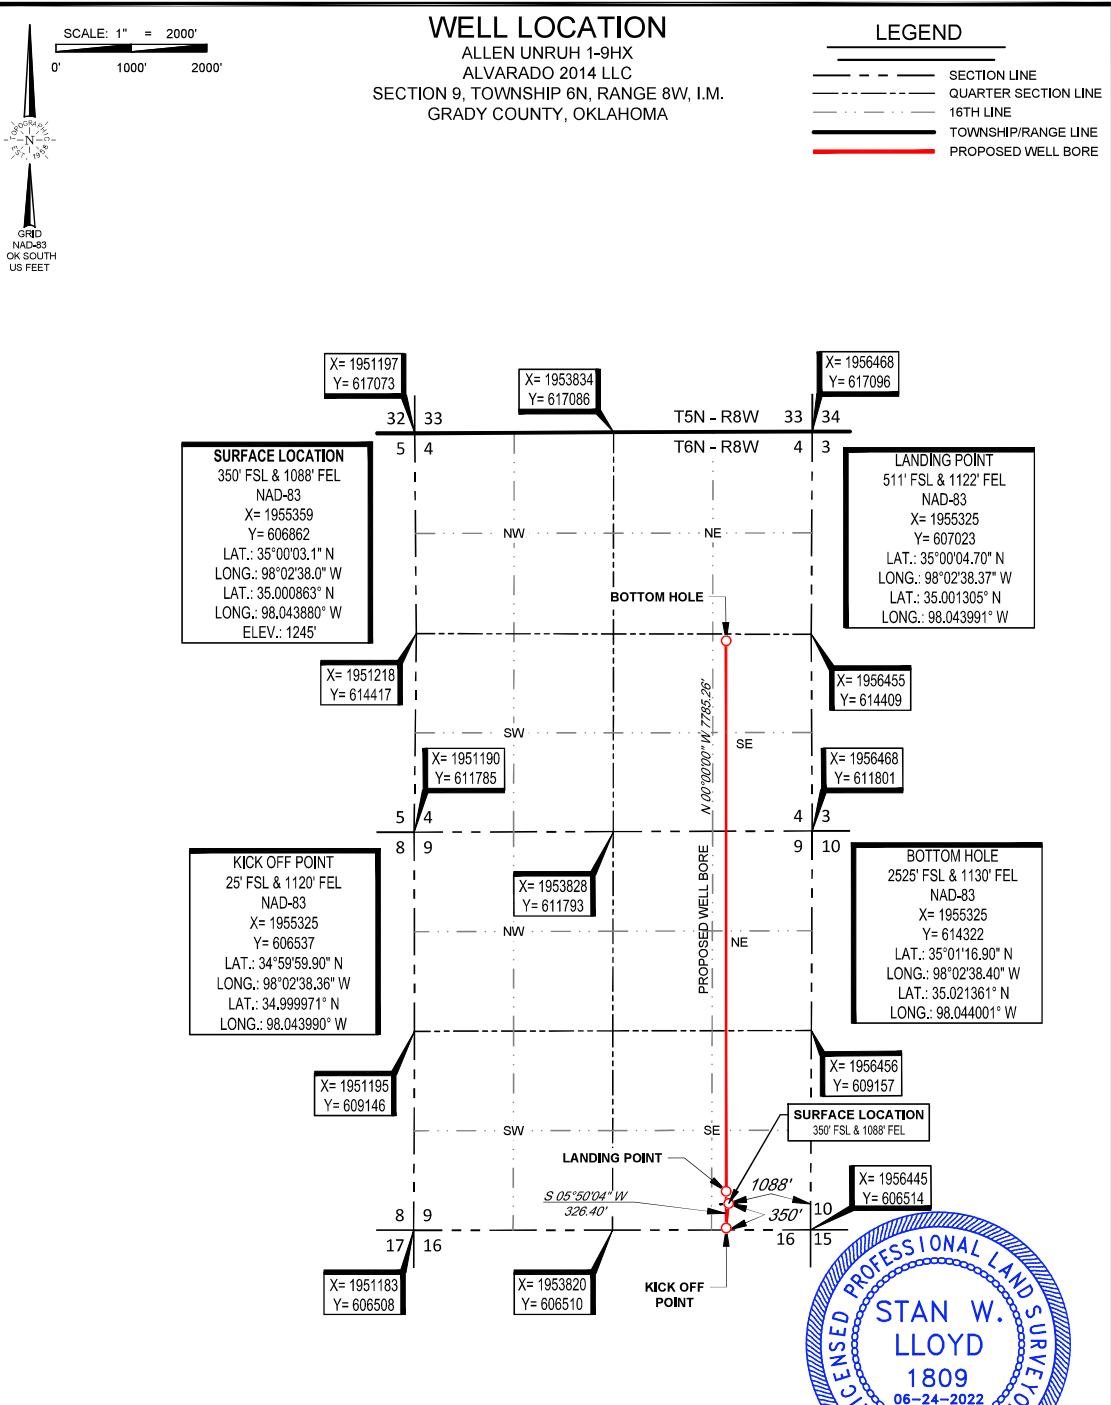 WELL LOCATION
ALLEN UNRUH 1-9HX
ALVARADO 2014 LLC
SECTION 9, TOWNSHIP 6N, RANGE 8W, I.M.
GRADY COUNTY, OKLAHOMA
SCALE: 1" = 2000'
0' 1000' 2000'
TOPOGRAPHIC
N
EST. 1958
GRID
NAD-83
OK SOUTH
US FEET
LEGEND
SECTION LINE
QUARTER SECTION LINE
16TH LINE
TOWNSHIP/RANGE LINE
PROPOSED WELL BORE
X= 1951197
Y= 617073
X= 1953834
Y= 617086
X= 1956468
Y= 617096
32 33
T5N - R8W
33 34
5 4
T6N - R8W
4 3
SURFACE LOCATION
350' FSL & 1088' FEL
NAD-83
X= 1955359
Y= 606862
LAT.: 35°00'03.1" N
LONG.: 98°02'38.0" W
LAT.: 35.000863° N
LONG.: 98.043880° W
ELEV.: 1245'
LANDING POINT
511' FSL & 1122' FEL
NAD-83
X= 1955325
Y= 607023
LAT.: 35°00'04.70" N
LONG.: 98°02'38.37" W
LAT.: 35.001305° N
LONG.: 98.043991° W
NW
NE
BOTTOM HOLE
X= 1951218
Y= 614417
X= 1956455
Y= 614409
N 00°00'00" W 7785.26'
SW
SE
X= 1951190
Y= 611785
X= 1956468
Y= 611801
5 4
4 3
8 9
9 10
KICK OFF POINT
25' FSL & 1120' FEL
NAD-83
X= 1955325
Y= 606537
LAT.: 34°59'59.90" N
LONG.: 98°02'38.36" W
LAT.: 34.999971° N
LONG.: 98.043990° W
X= 1953828
Y= 611793
BOTTOM HOLE
2525' FSL & 1130' FEL
NAD-83
X= 1955325
Y= 614322
LAT.: 35°01'16.90" N
LONG.: 98°02'38.40" W
LAT.: 35.021361° N
LONG.: 98.044001° W
PROPOSED WELL BORE
NW
NE
X= 1951195
Y= 609146
X= 1956456
Y= 609157
SURFACE LOCATION
350' FSL & 1088' FEL
SW
SE
LANDING POINT
S 05°50'04" W
326.40'
1088'
350'
X= 1956445
Y= 606514
8 9
10
17 16
16 15
X= 1951183
Y= 606508
X= 1953820
Y= 606510
KICK OFF
POINT
ICENSED PROFESSIONAL LAND SURVEYO
STAN W.
LLOYD
1809
06-24-2022